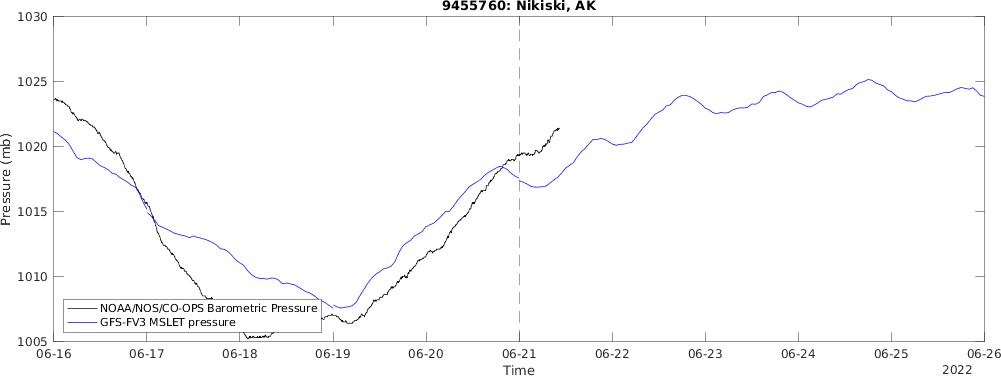 9455760: Nikiski, AK
1030
1025
1020
1015
1010
1005
Pressure (mb)
NOAA/NOS/CO-OPS Barometric Pressure
GFS-FV3 MSLET pressure
06-16 06-17 06-18 06-19 06-20 06-21 06-22 06-23 06-24 06-25 06-26
Time
2022